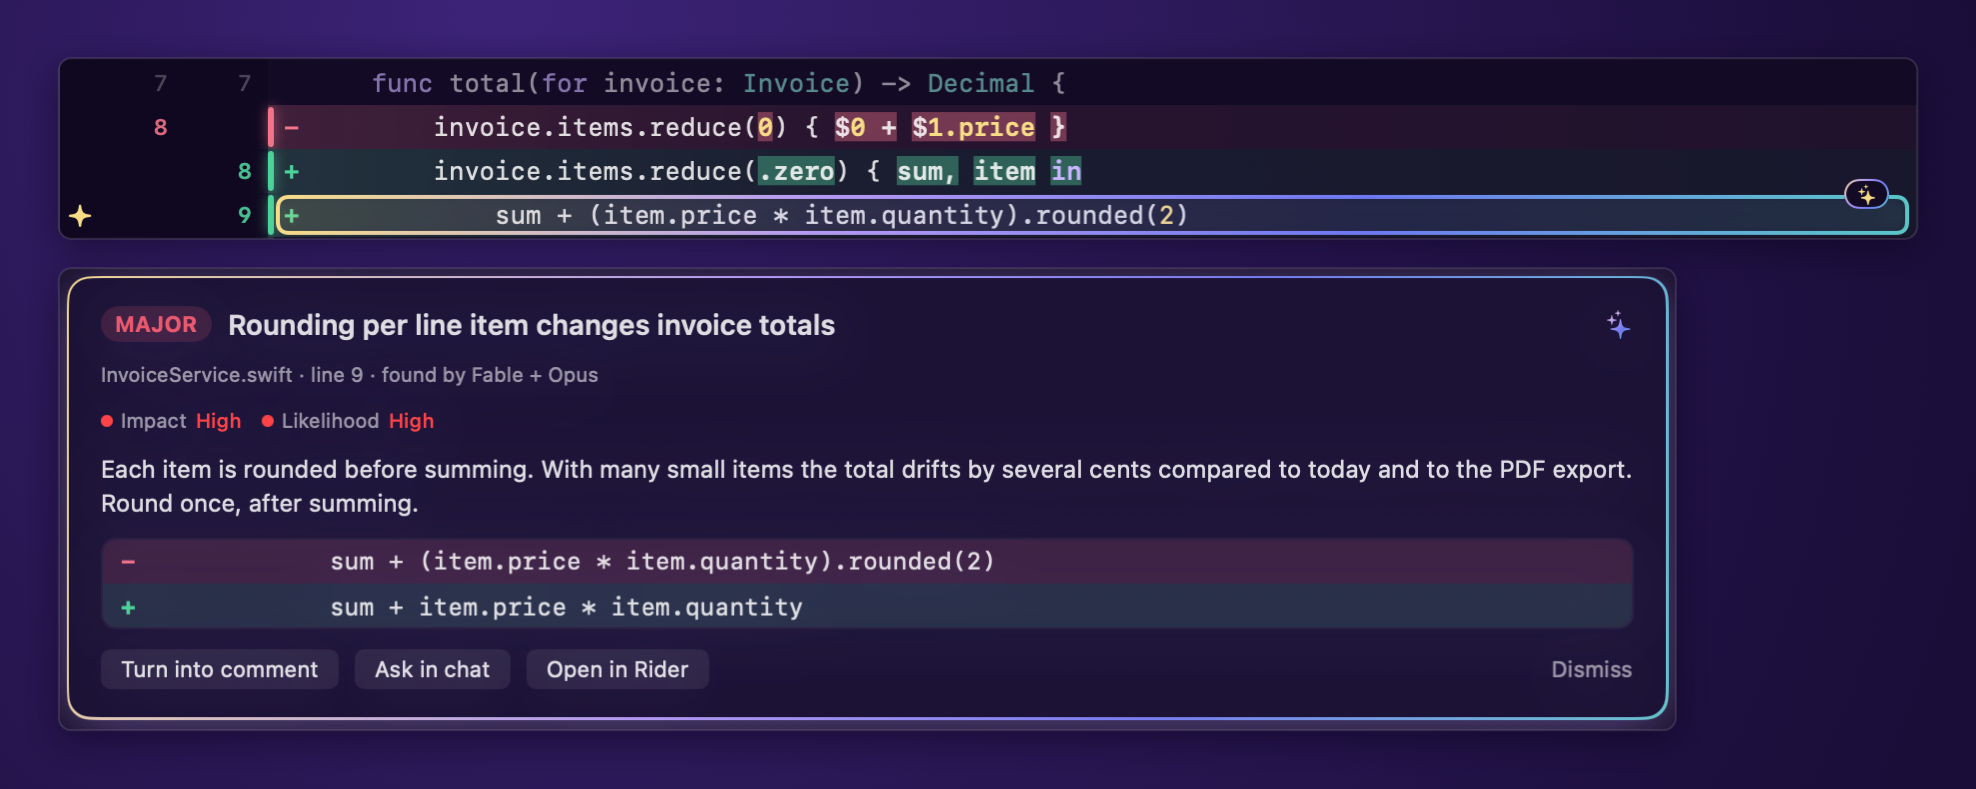 7 7 func total(for invoice: Invoice) -> Decimal {
8 - invoice.items.reduce(0) { $0 + $1.price }
8 + invoice.items.reduce(.zero) { sum, item in
9 + sum + (item.price * item.quantity).rounded(2)
MAJOR Rounding per line item changes invoice totals
InvoiceService.swift · line 9 · found by Fable + Opus
Impact High Likelihood High
Each item is rounded before summing. With many small items the total drifts by several cents compared to today and to the PDF export.
Round once, after summing.
- sum + (item.price * item.quantity).rounded(2)
+ sum + item.price * item.quantity
Turn into comment Ask in chat Open in Rider Dismiss